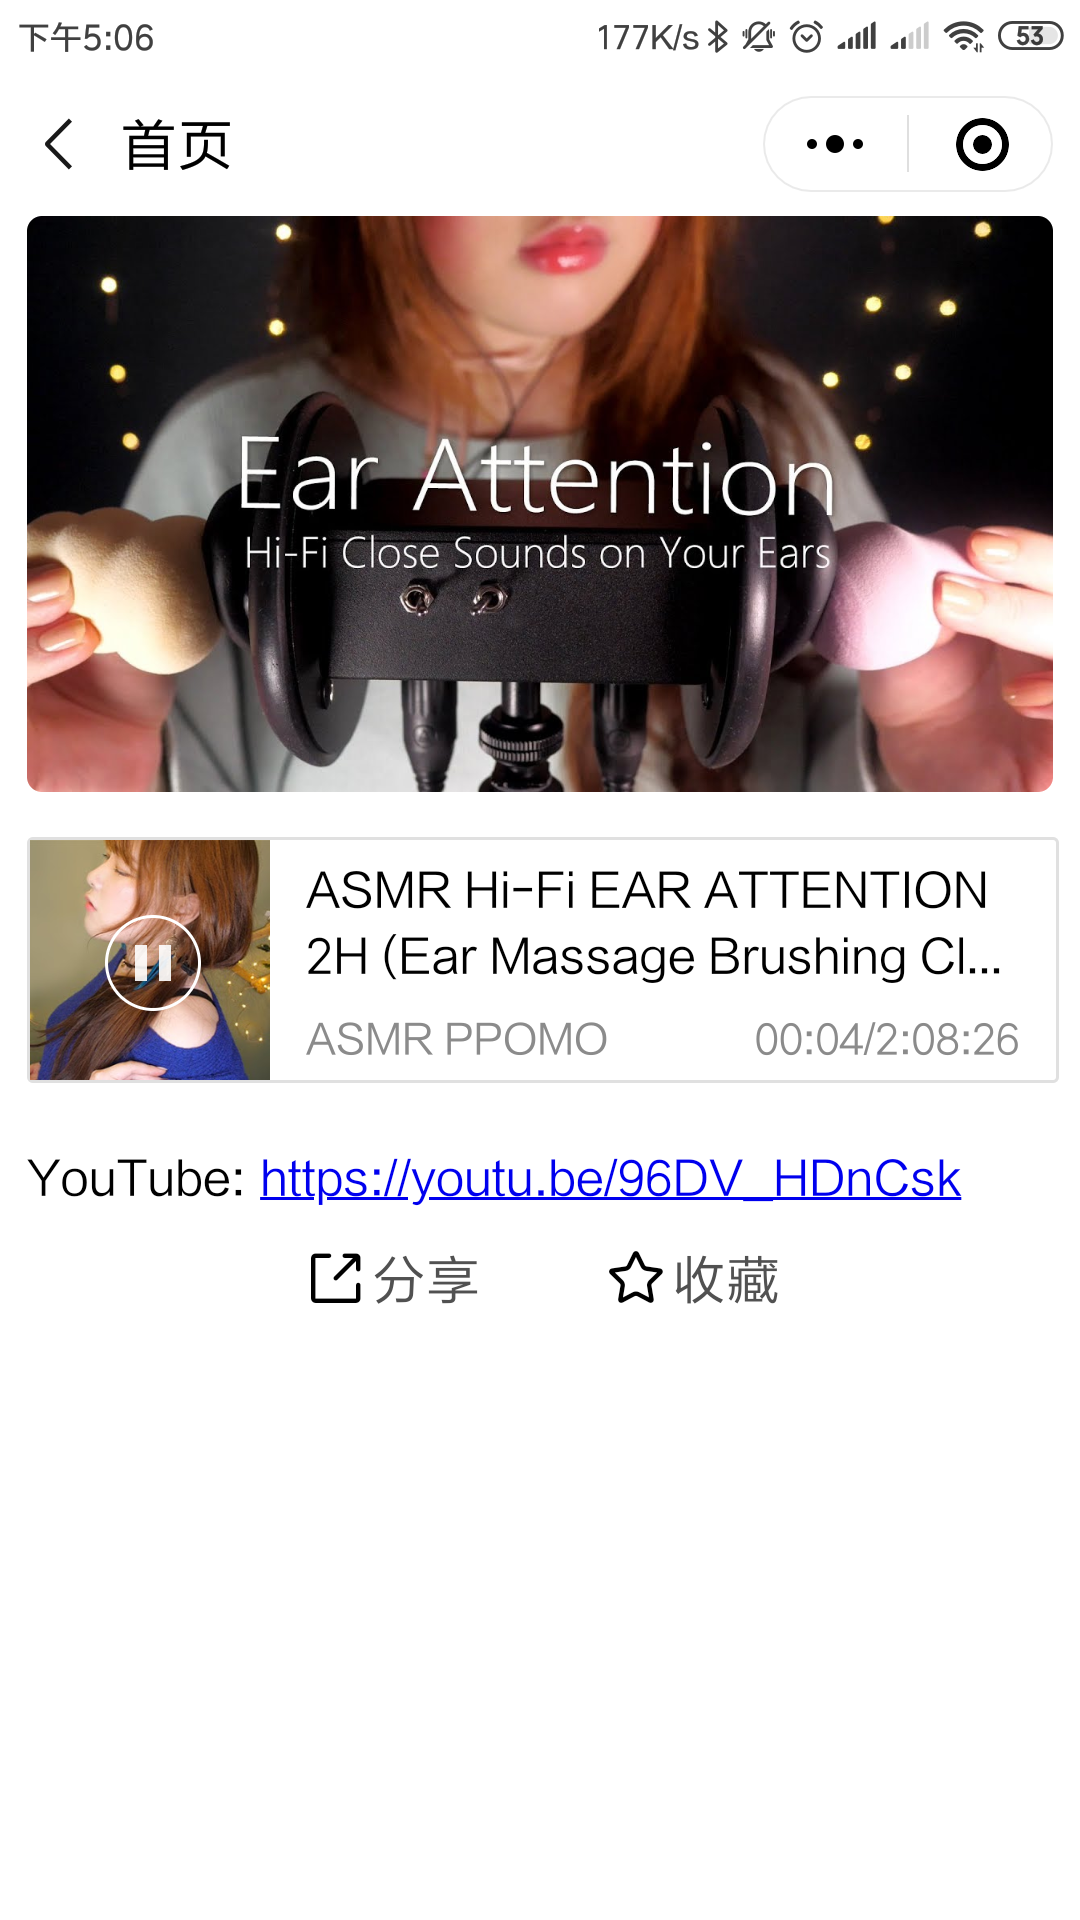 下午5:06
177K/s
53
首页
Ear Attention
Hi-Fi Close Sounds on Your Ears
ASMR Hi-Fi EAR ATTENTION
2H (Ear Massage Brushing Cl...
ASMR PPOMO 00:04/2:08:26
YouTube: https://youtu.be/96DV_HDnCsk
分享 收藏